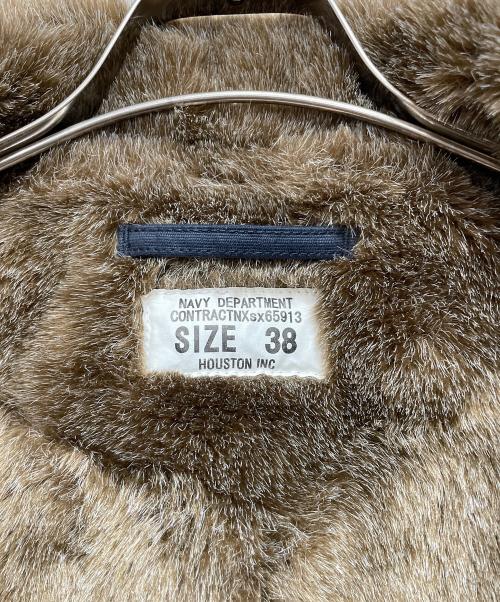 NAVY DEPARTMENT
CONTRACTNXsx65913
SIZE 38
HOUSTON INC